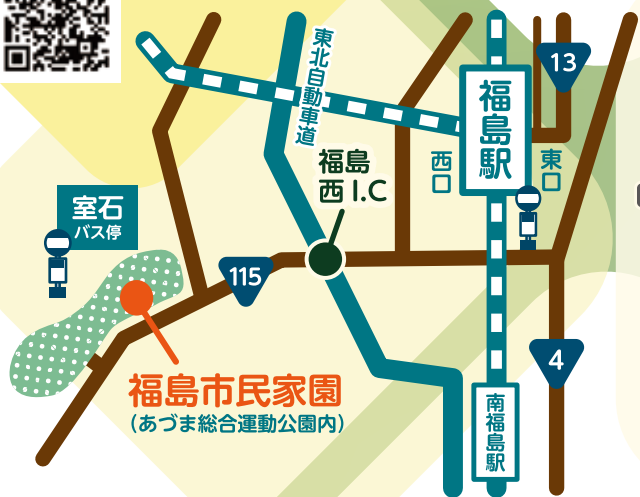 東北自動車道
13
福島駅
福島
西I.C
西口
東口
室石
バス停
115
4
福島市民家園
（あづま総合運動公園内）
南福島駅